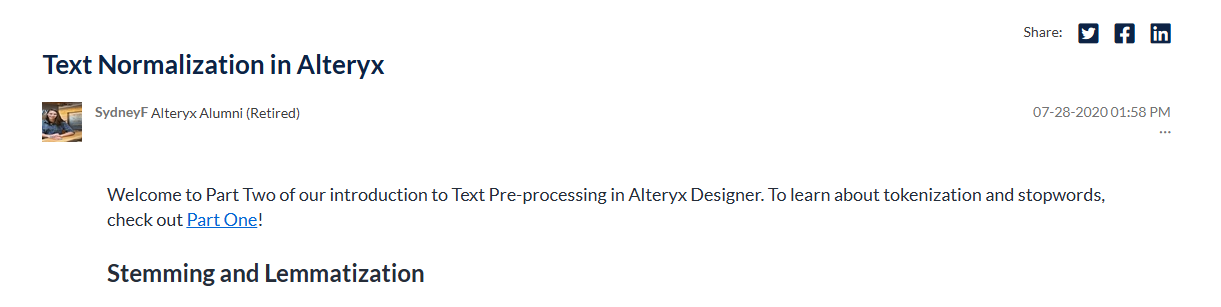 Share:
Text Normalization in Alteryx
SydneyF Alteryx Alumni (Retired)
07-28-2020 01:58 PM
...
Welcome to Part Two of our introduction to Text Pre-processing in Alteryx Designer. To learn about tokenization and stopwords,
check out Part One!
Stemming and Lemmatization